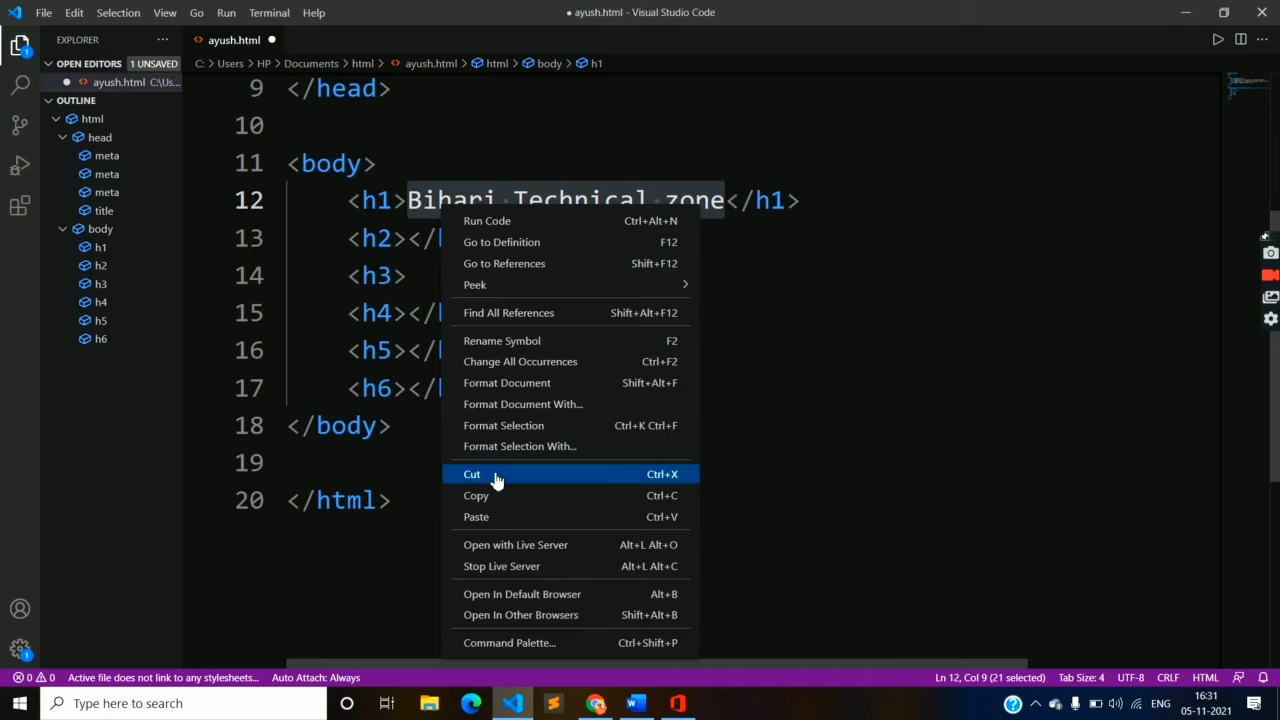 File Edit Selection View Go Run Terminal Help
● ayush.html - Visual Studio Code
EXPLORER ···
ayush.html ●
OPEN EDITORS 1 UNSAVED
● ayush.html C:\Us...
OUTLINE
html
head
meta
meta
meta
title
body
h1
h2
h3
h4
h5
h6
C: > Users > HP > Documents > html > ayush.html > html > body > h1
9 </head>
10
11 <body>
12 <h1>Bihari Technical zone</h1>
13 <h2></
14 <h3>
15 <h4></
16 <h5></
17 <h6></
18 </body>
19
20 </html>
Run Code Ctrl+Alt+N
Go to Definition F12
Go to References Shift+F12
Peek >
Find All References Shift+Alt+F12
Rename Symbol F2
Change All Occurrences Ctrl+F2
Format Document Shift+Alt+F
Format Document With...
Format Selection Ctrl+K Ctrl+F
Format Selection With...
Cut Ctrl+X
Copy Ctrl+C
Paste Ctrl+V
Open with Live Server Alt+L Alt+O
Stop Live Server Alt+L Alt+C
Open In Default Browser Alt+B
Open In Other Browsers Shift+Alt+B
Command Palette... Ctrl+Shift+P
1
1
0 0 Active file does not link to any stylesheets... Auto Attach: Always
Ln 12, Col 9 (21 selected) Tab Size: 4 UTF-8 CRLF HTML
Type here to search
ENG
16:31
05-11-2021